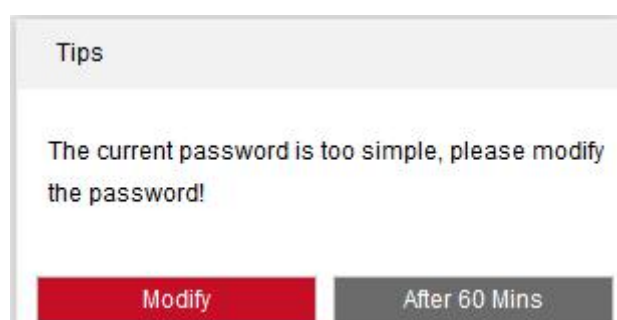 Tips
The current password is too simple, please modify
the password!
Modify
After 60 Mins